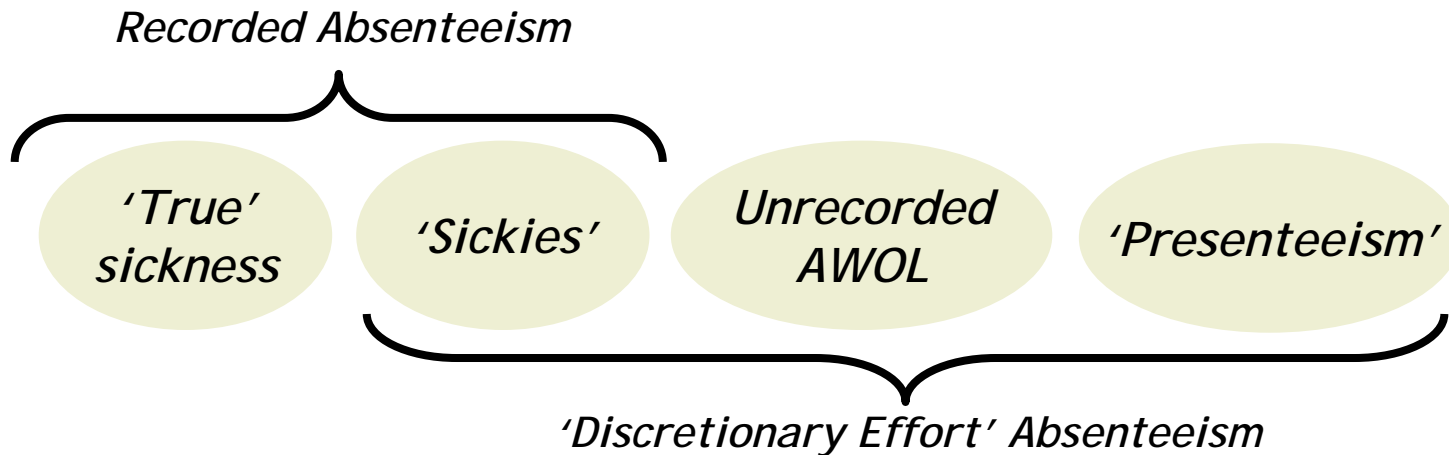 Recorded Absenteeism
‘True’
sickness
‘Sickies’
Unrecorded
AWOL
‘Presenteeism’
‘Discretionary Effort’ Absenteeism